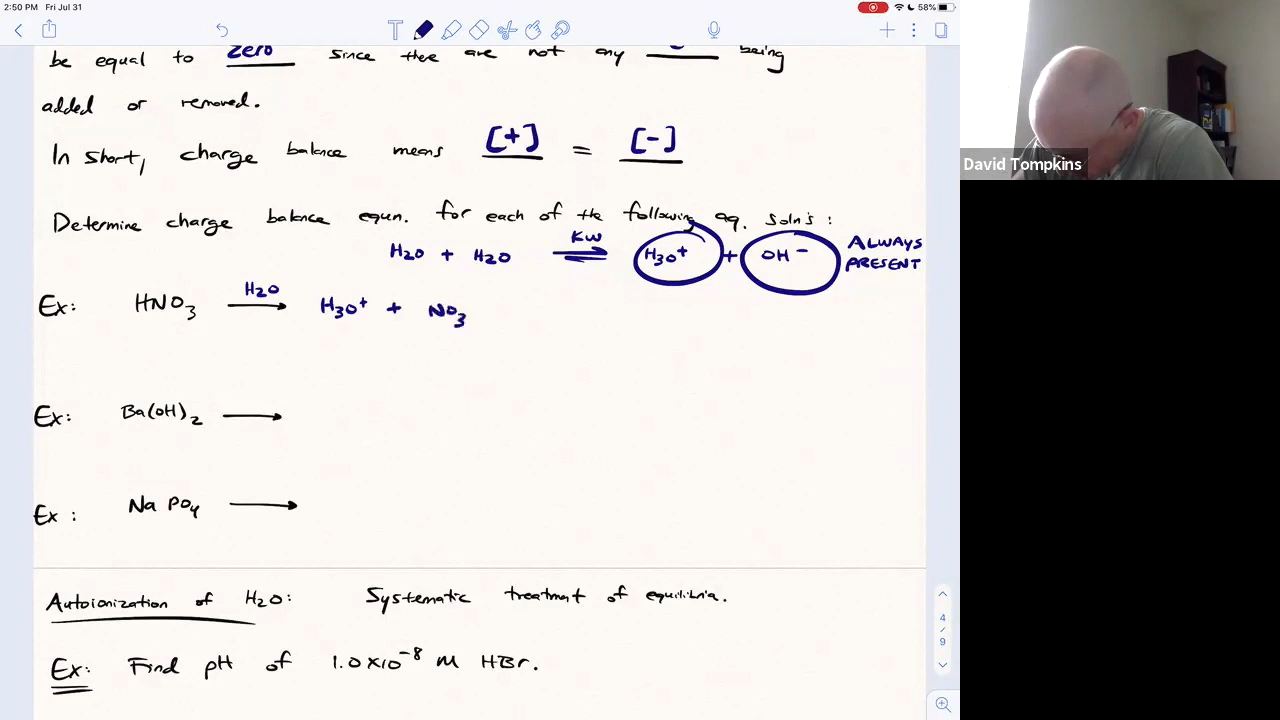 2:50 PM Fri Jul 31
58%
be equal to zero since there are not any being
added or removed.
In short, charge balance means [+] = [-]
David Tompkins
Determine charge balance equn. for each of the following aq. soln's:
H2O + H2O Kw ⇌ H3O+ + OH- ALWAYS PRESENT
Ex: HNO3 H2O → H3O+ + NO3
Ex: Ba(OH)2 →
Ex: Na PO4 →
Autoionization of H2O: Systematic treatment of equilibria.
Ex: Find pH of 1.0x10-8 M HBr.
4
/
9